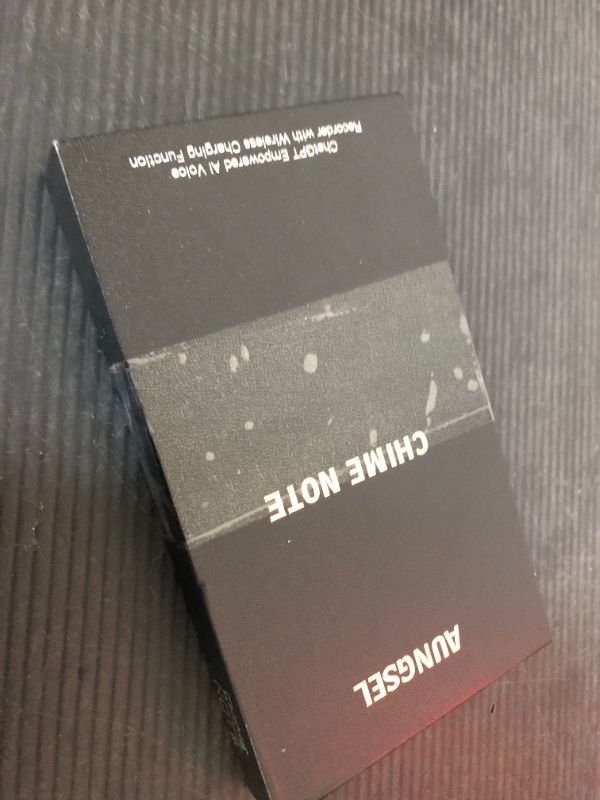 AUNGSEL
CHIME NOTE
ChatGPT Empowered AI Voice
Recorder with Wireless Charging Function